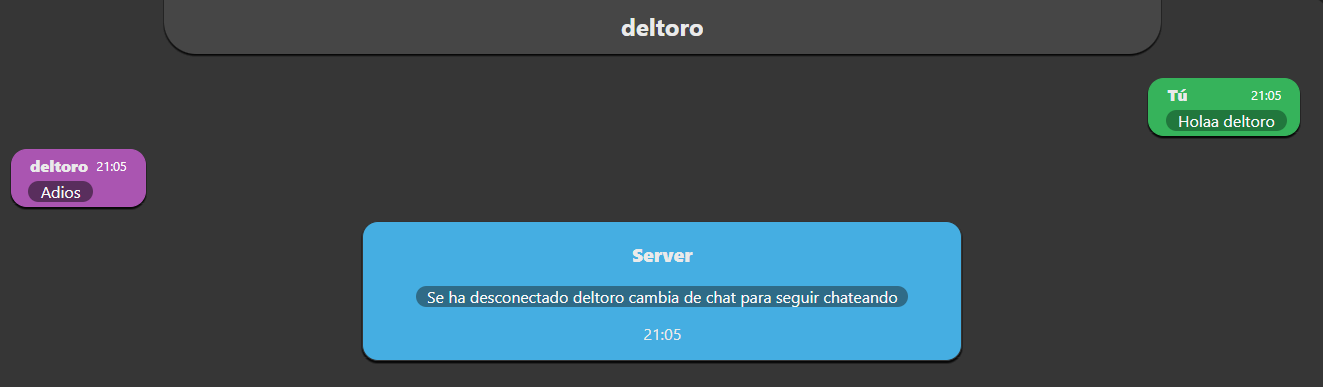 deltoro
Tú 21:05
Holaa deltoro
deltoro 21:05
Adios
Server
Se ha desconectado deltoro cambia de chat para seguir chateando
21:05